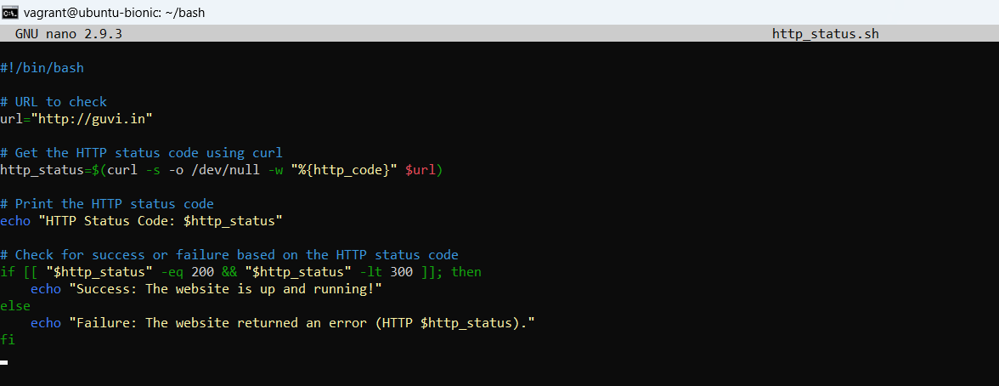 vagrant@ubuntu-bionic: ~/bash
GNU nano 2.9.3 http_status.sh
#!/bin/bash
# URL to check
url="http://guvi.in"
# Get the HTTP status code using curl
http_status=$(curl -s -o /dev/null -w "%{http_code}" $url)
# Print the HTTP status code
echo "HTTP Status Code: $http_status"
# Check for success or failure based on the HTTP status code
if [[ "$http_status" -eq 200 && "$http_status" -lt 300 ]]; then
    echo "Success: The website is up and running!"
else
    echo "Failure: The website returned an error (HTTP $http_status)."
fi